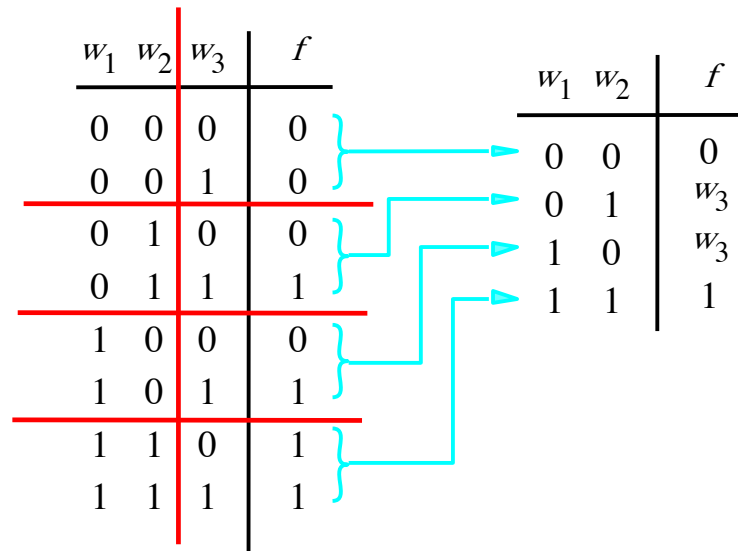 w1 w2 w3 f
0 0 0 0
0 0 1 0
0 1 0 0
0 1 1 1
1 0 0 0
1 0 1 1
1 1 0 1
1 1 1 1
w1 w2 f
0 0 0
0 1 w3
1 0 w3
1 1 1